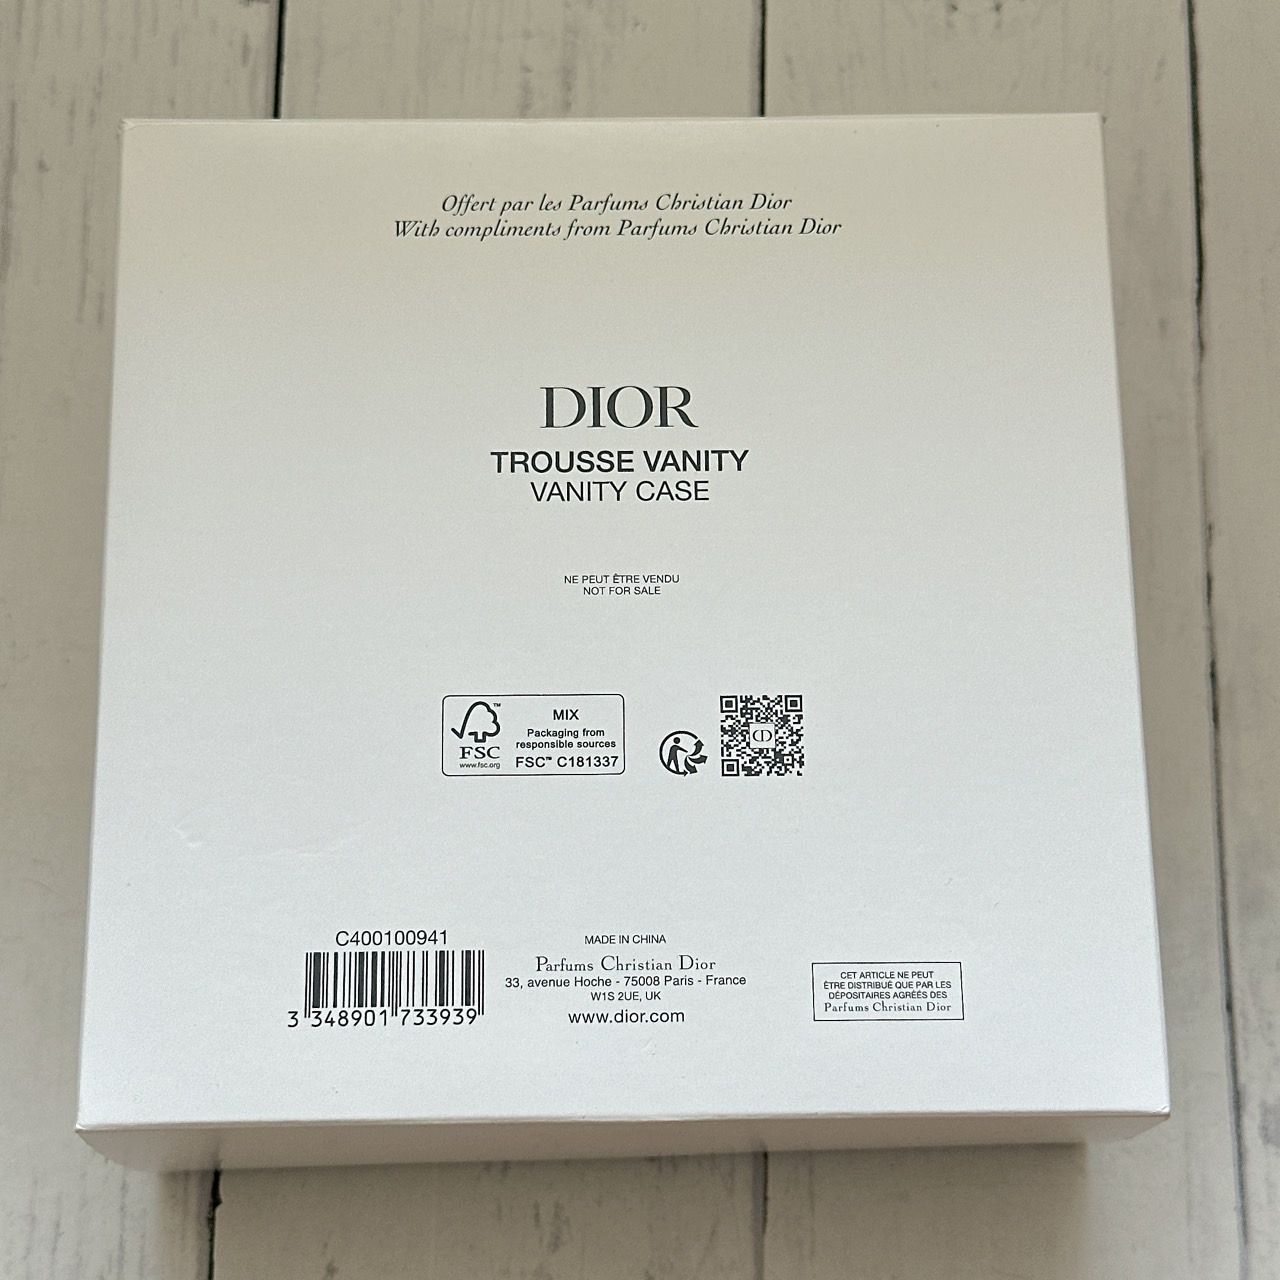 Offert par les Parfums Christian Dior
With compliments from Parfums Christian Dior
DIOR
TROUSSE VANITY
VANITY CASE
NE PEUT ÊTRE VENDU
NOT FOR SALE
FSC
www.fsc.org
MIX
Packaging from
responsible sources
FSC™ C181337
CD
C400100941
3 348901 733939
MADE IN CHINA
Parfums Christian Dior
33, avenue Hoche - 75008 Paris - France
W1S 2UE, UK
www.dior.com
CET ARTICLE NE PEUT
ÊTRE DISTRIBUÉ QUE PAR LES
DÉPOSITAIRES AGRÉÉS DES
Parfums Christian Dior